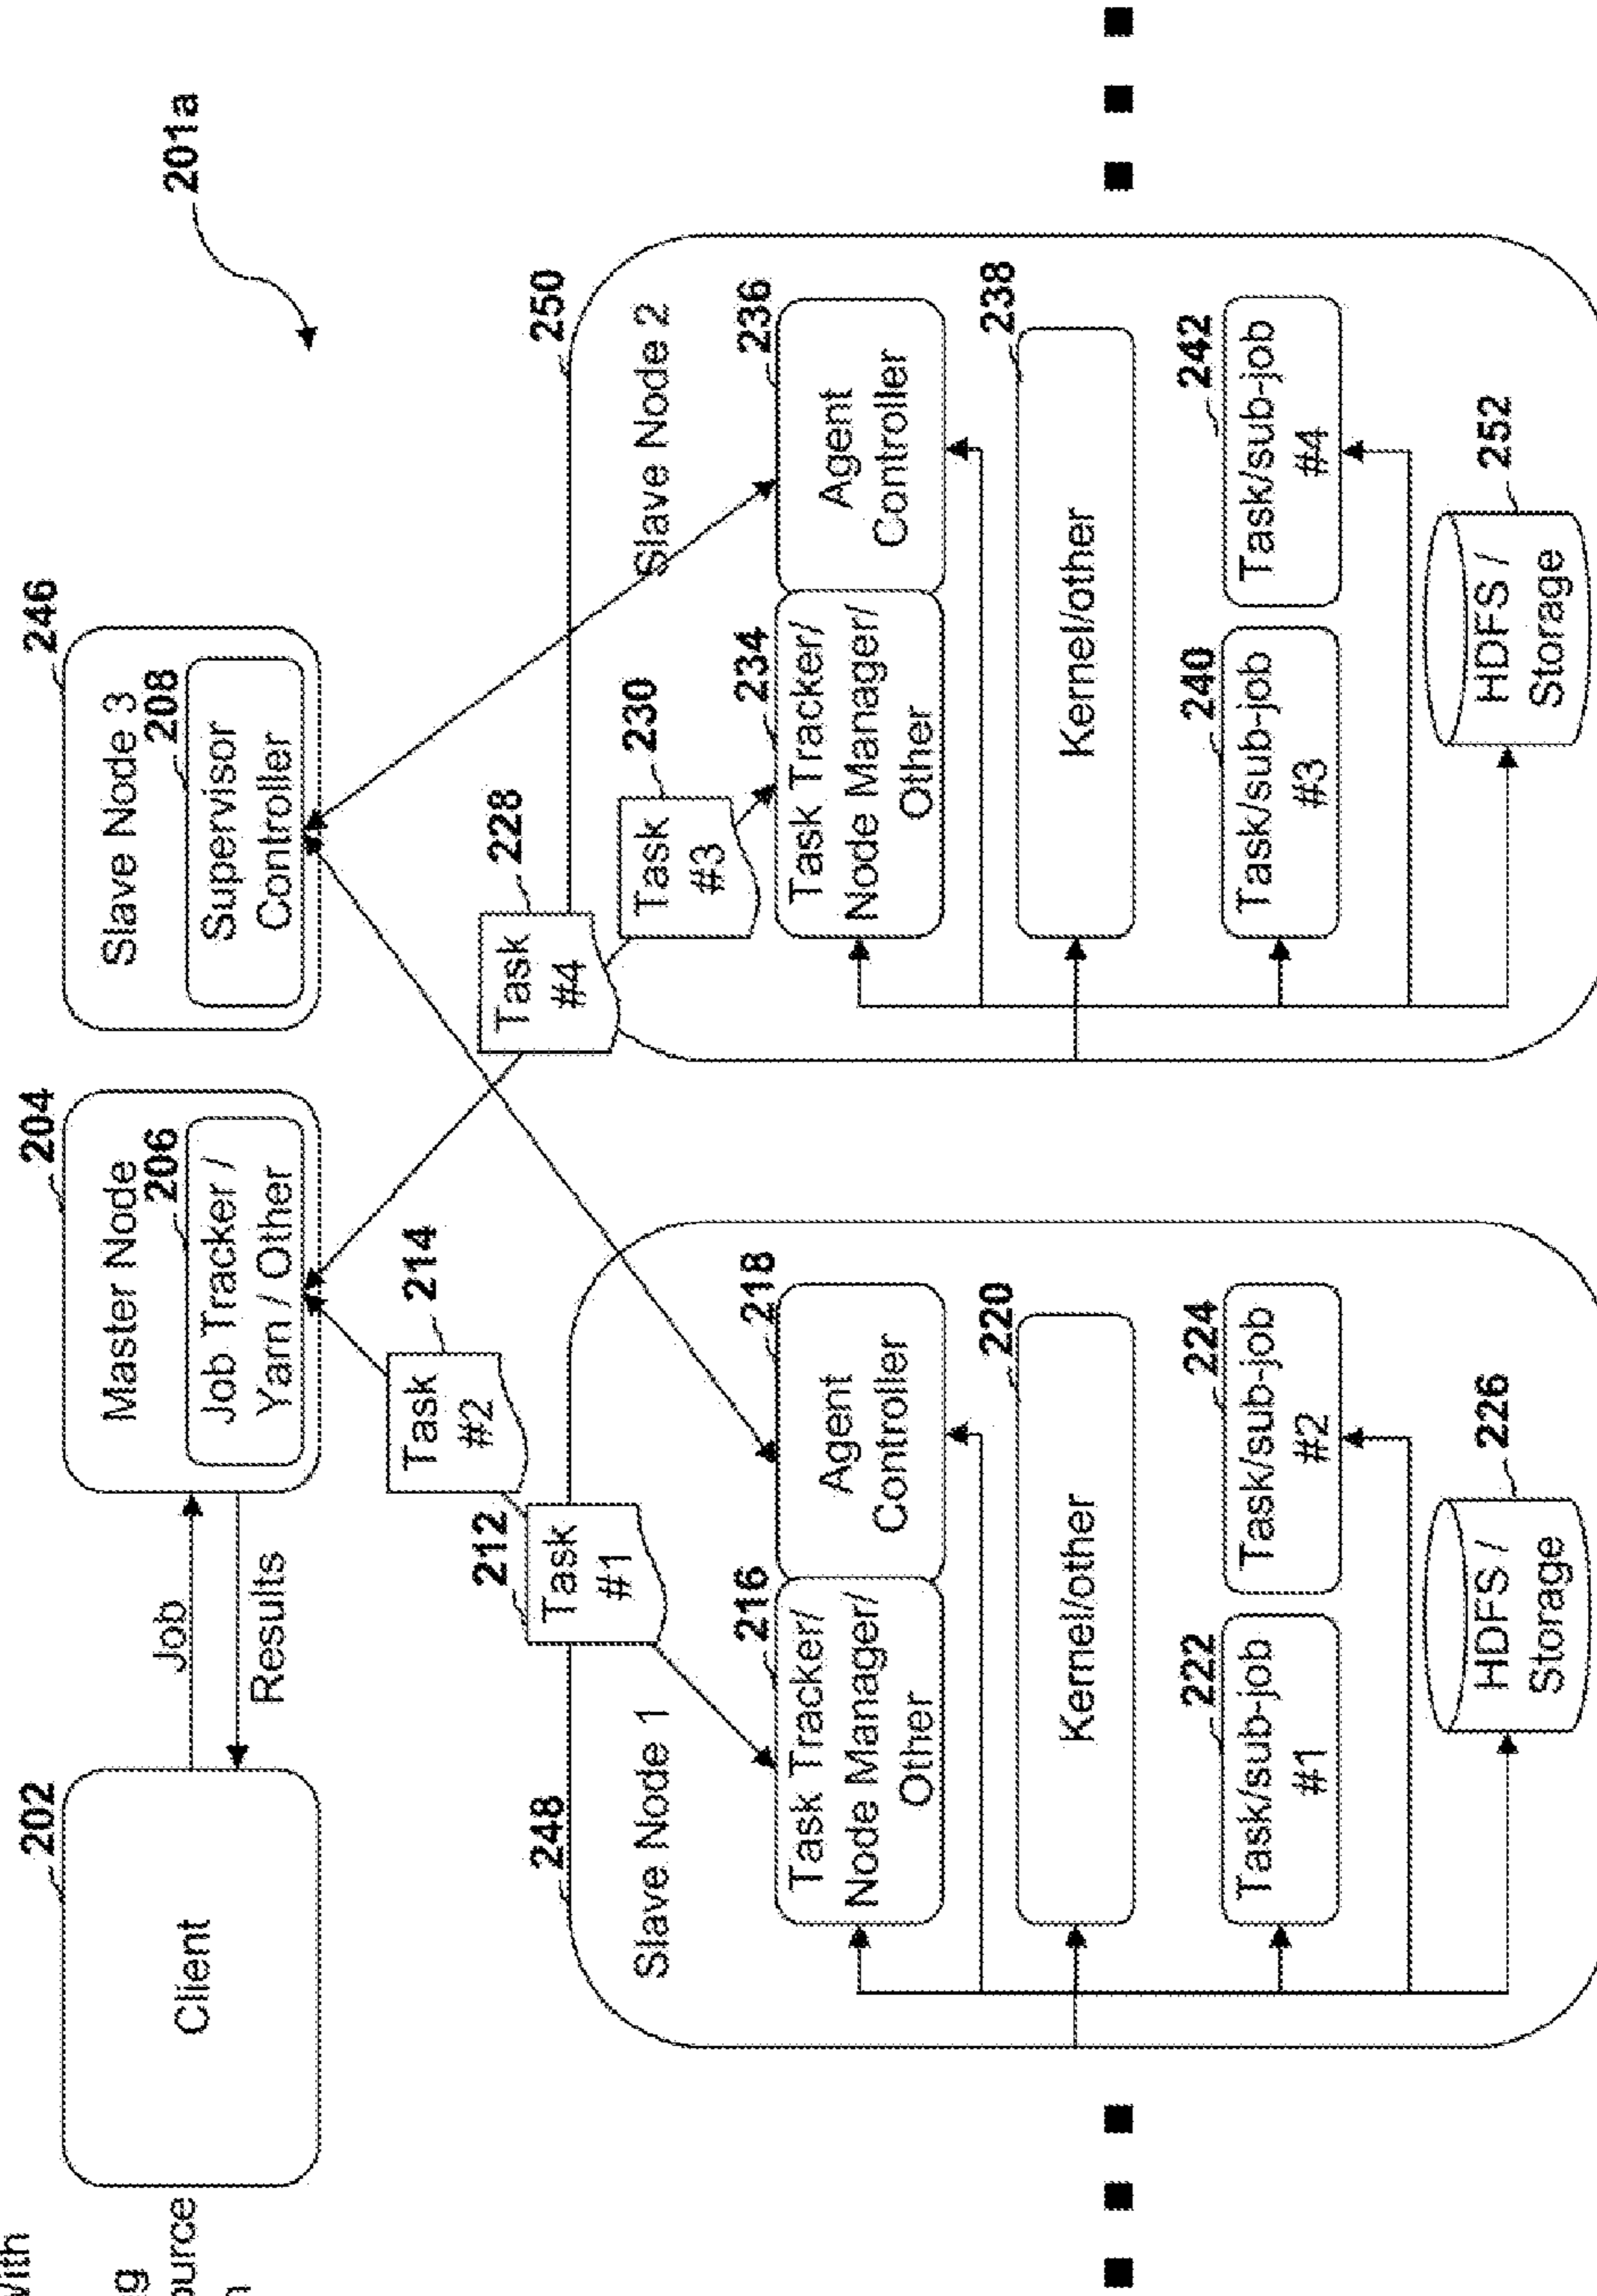 202
Client
Job
Results
204
Master Node
206
Job Tracker /
Yarn / Other
246
Slave Node 3
208
Supervisor
Controller
201a
214
Task
#2
212
Task
#1
228
Task
#4
230
Task
#3
248
Slave Node 1
216
Task Tracker/
Node Manager/
Other
218
Agent
Controller
220
Kernel/other
222
Task/sub-job
#1
224
Task/sub-job
#2
226
HDFS /
Storage
250
Slave Node 2
234
Task Tracker/
Node Manager/
Other
236
Agent
Controller
238
Kernel/other
240
Task/sub-job
#3
242
Task/sub-job
#4
252
HDFS /
Storage